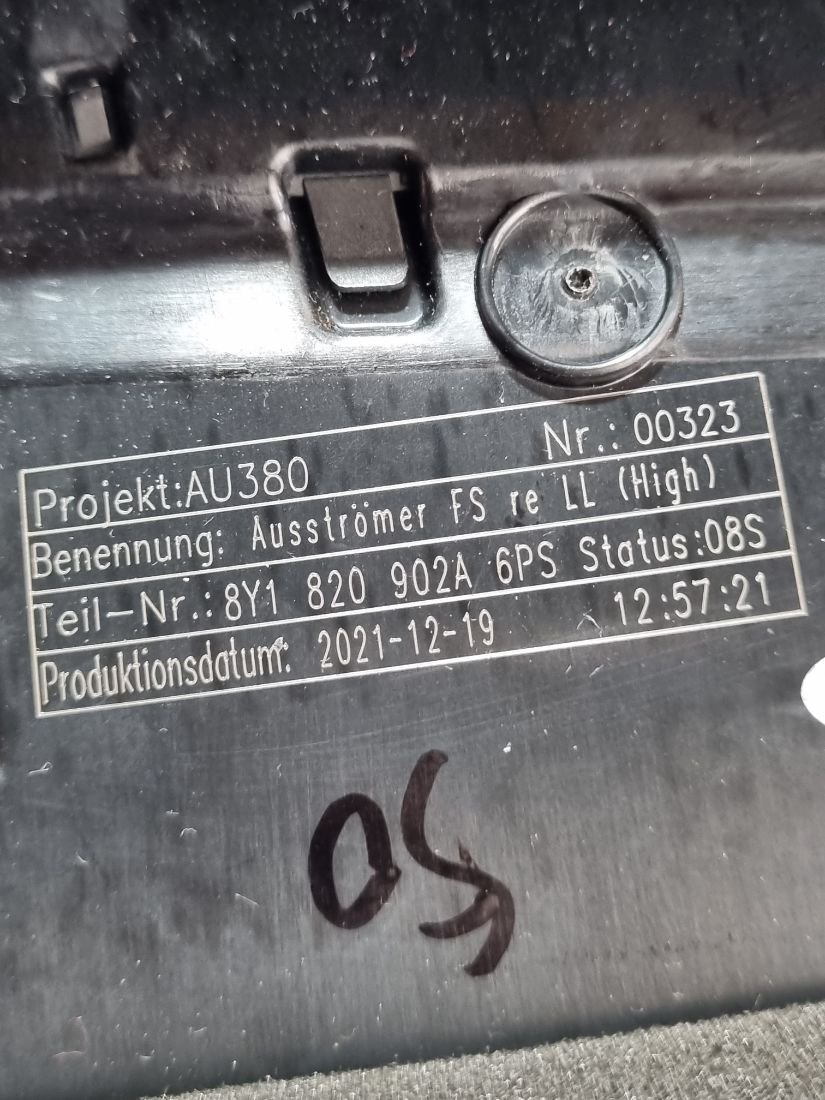 Projekt:AU380 Nr.: 00323
Benennung: Ausströmer FS re LL (High)
Teil-Nr.: 8Y1 820 902A 6PS Status:08S
Produktionsdatum: 2021-12-19 12:57:21